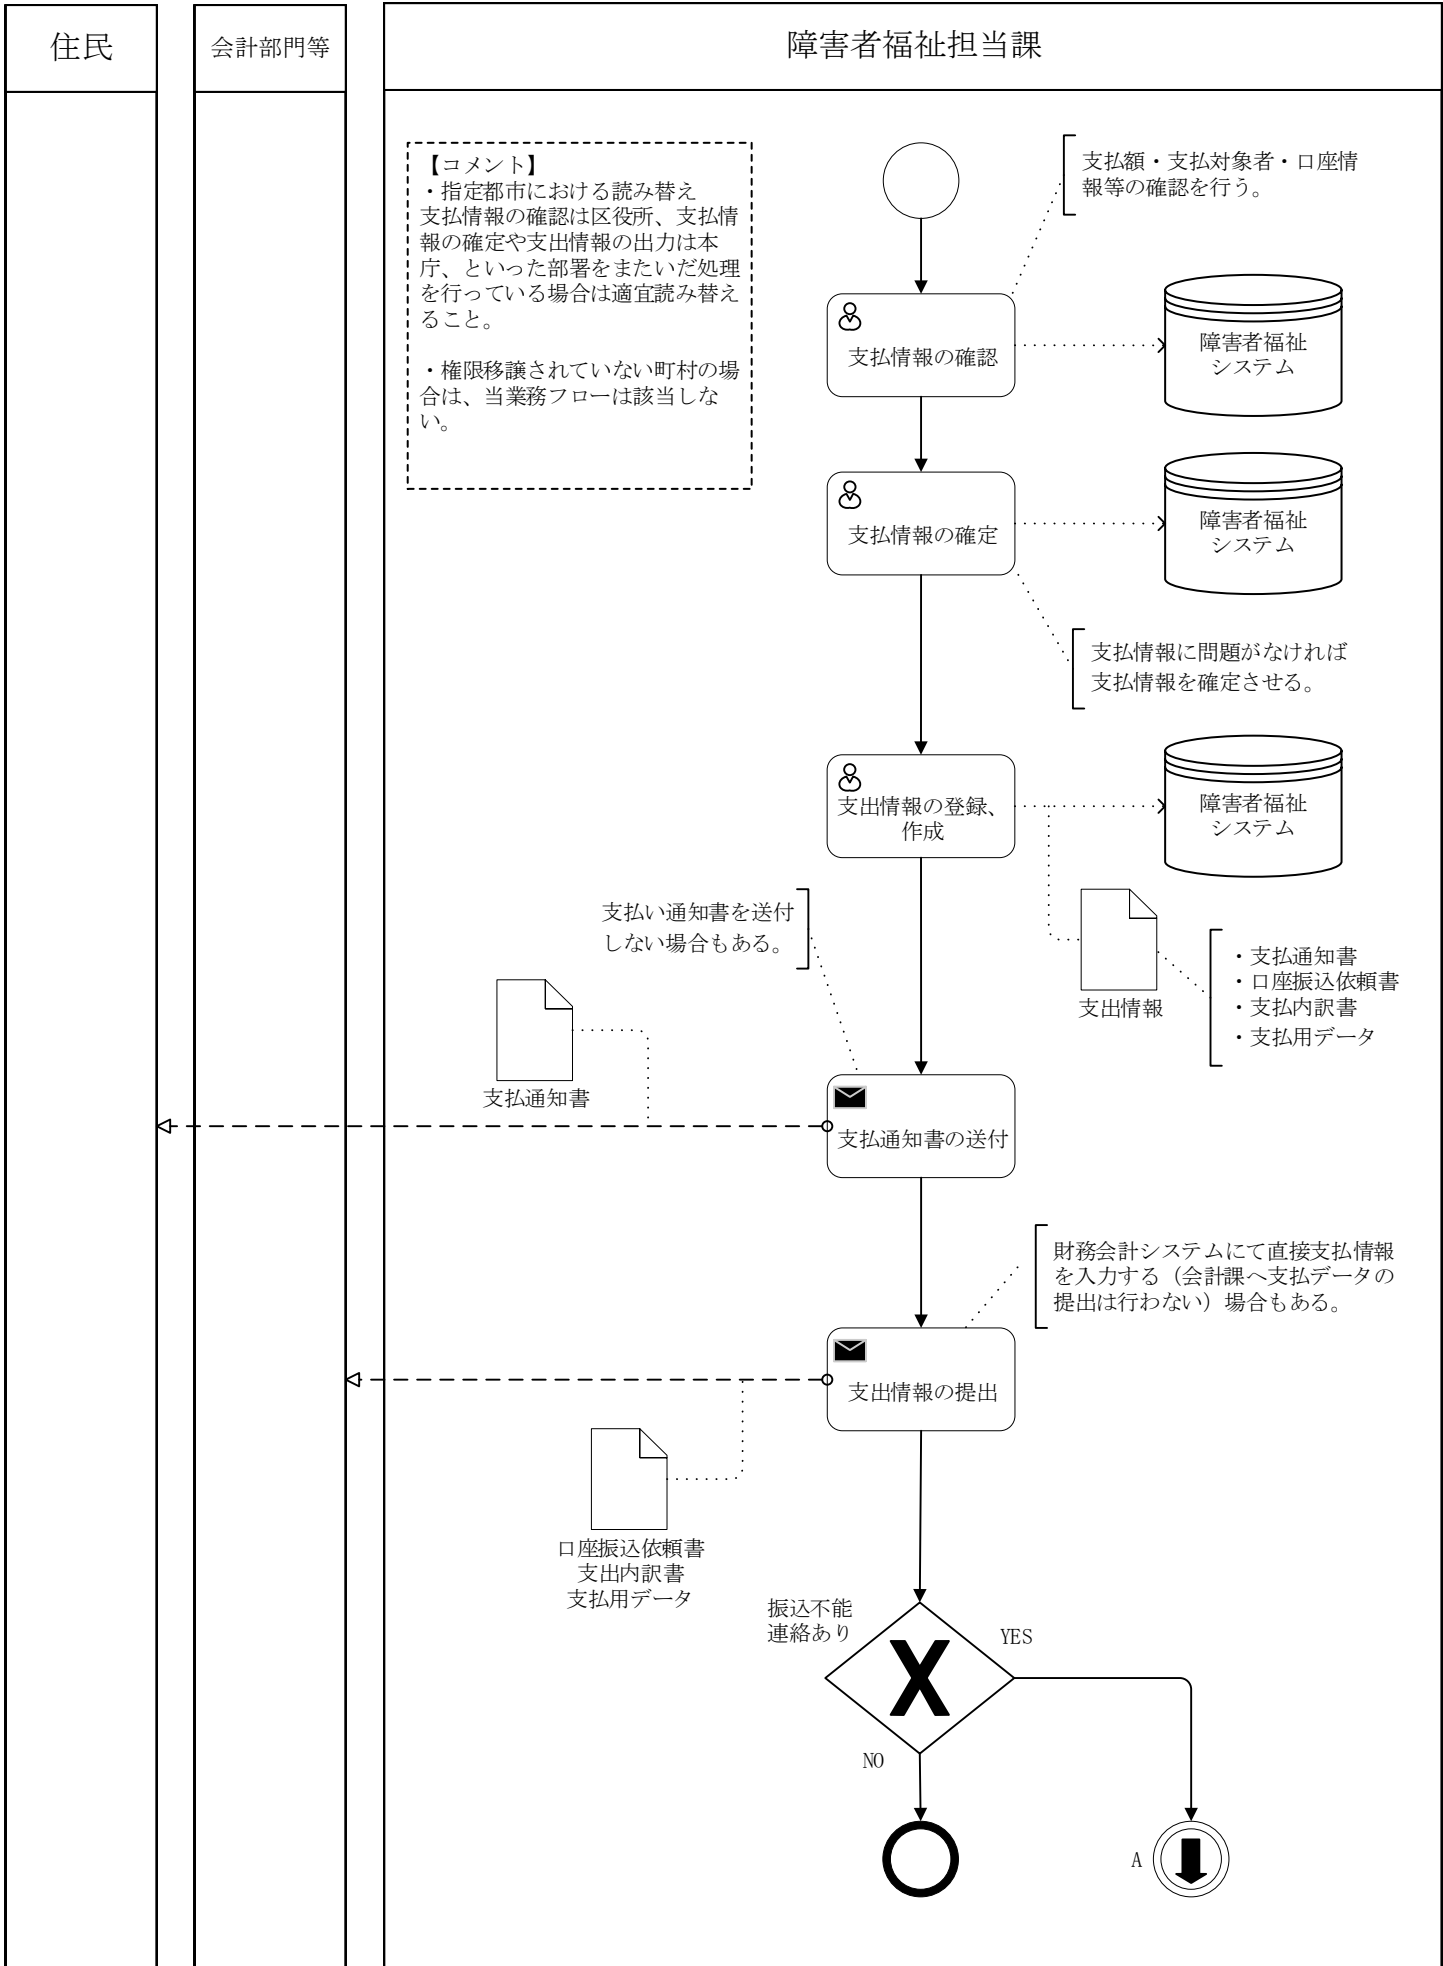 住民
会計部門等
障害者福祉担当課
【コメント】
・指定都市における読み替え
支払情報の確認は区役所、支払情
報の確定や支出情報の出力は本
庁、といった部署をまたいだ処理
を行っている場合は適宜読み替え
ること。
・権限移譲されていない町村の場
合は、当業務フローは該当しな
い。
支払額・支払対象者・口座情
報等の確認を行う。
支払情報の確認
障害者福祉
システム
支払情報の確定
障害者福祉
システム
支払情報に問題がなければ
支払情報を確定させる。
支出情報の登録、
作成
障害者福祉
システム
支払い通知書を送付
しない場合もある。
支出情報
・支払通知書
・口座振込依頼書
・支払内訳書
・支払用データ
支払通知書
支払通知書の送付
財務会計システムにて直接支払情報
を入力する（会計課へ支払データの
提出は行わない）場合もある。
支出情報の提出
口座振込依頼書
支出内訳書
支払用データ
振込不能
連絡あり
YES
X
NO
A